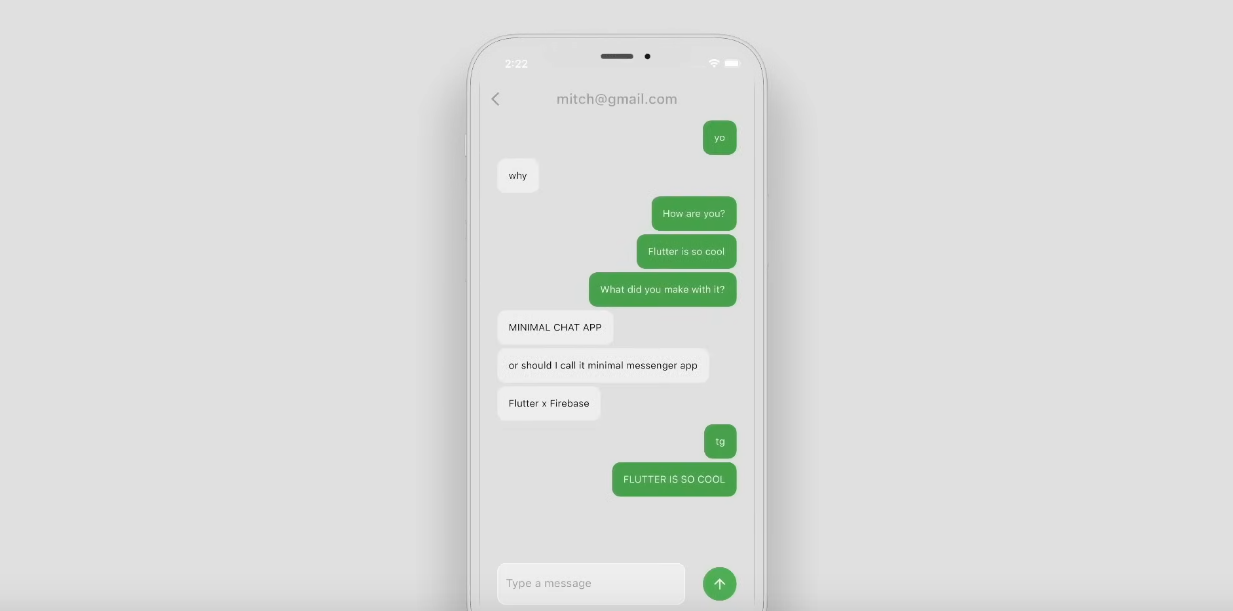 2:22
mitch@gmail.com
yo
why
How are you?
Flutter is so cool
What did you make with it?
MINIMAL CHAT APP
or should I call it minimal messenger app
Flutter x Firebase
tg
FLUTTER IS SO COOL
Type a message